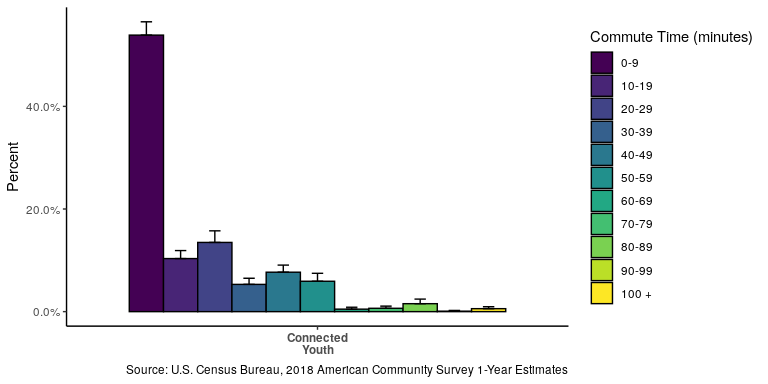 Percent
40.0%
20.0%
0.0%
Connected
Youth
Source: U.S. Census Bureau, 2018 American Community Survey 1-Year Estimates
Commute Time (minutes)
0-9
10-19
20-29
30-39
40-49
50-59
60-69
70-79
80-89
90-99
100 +